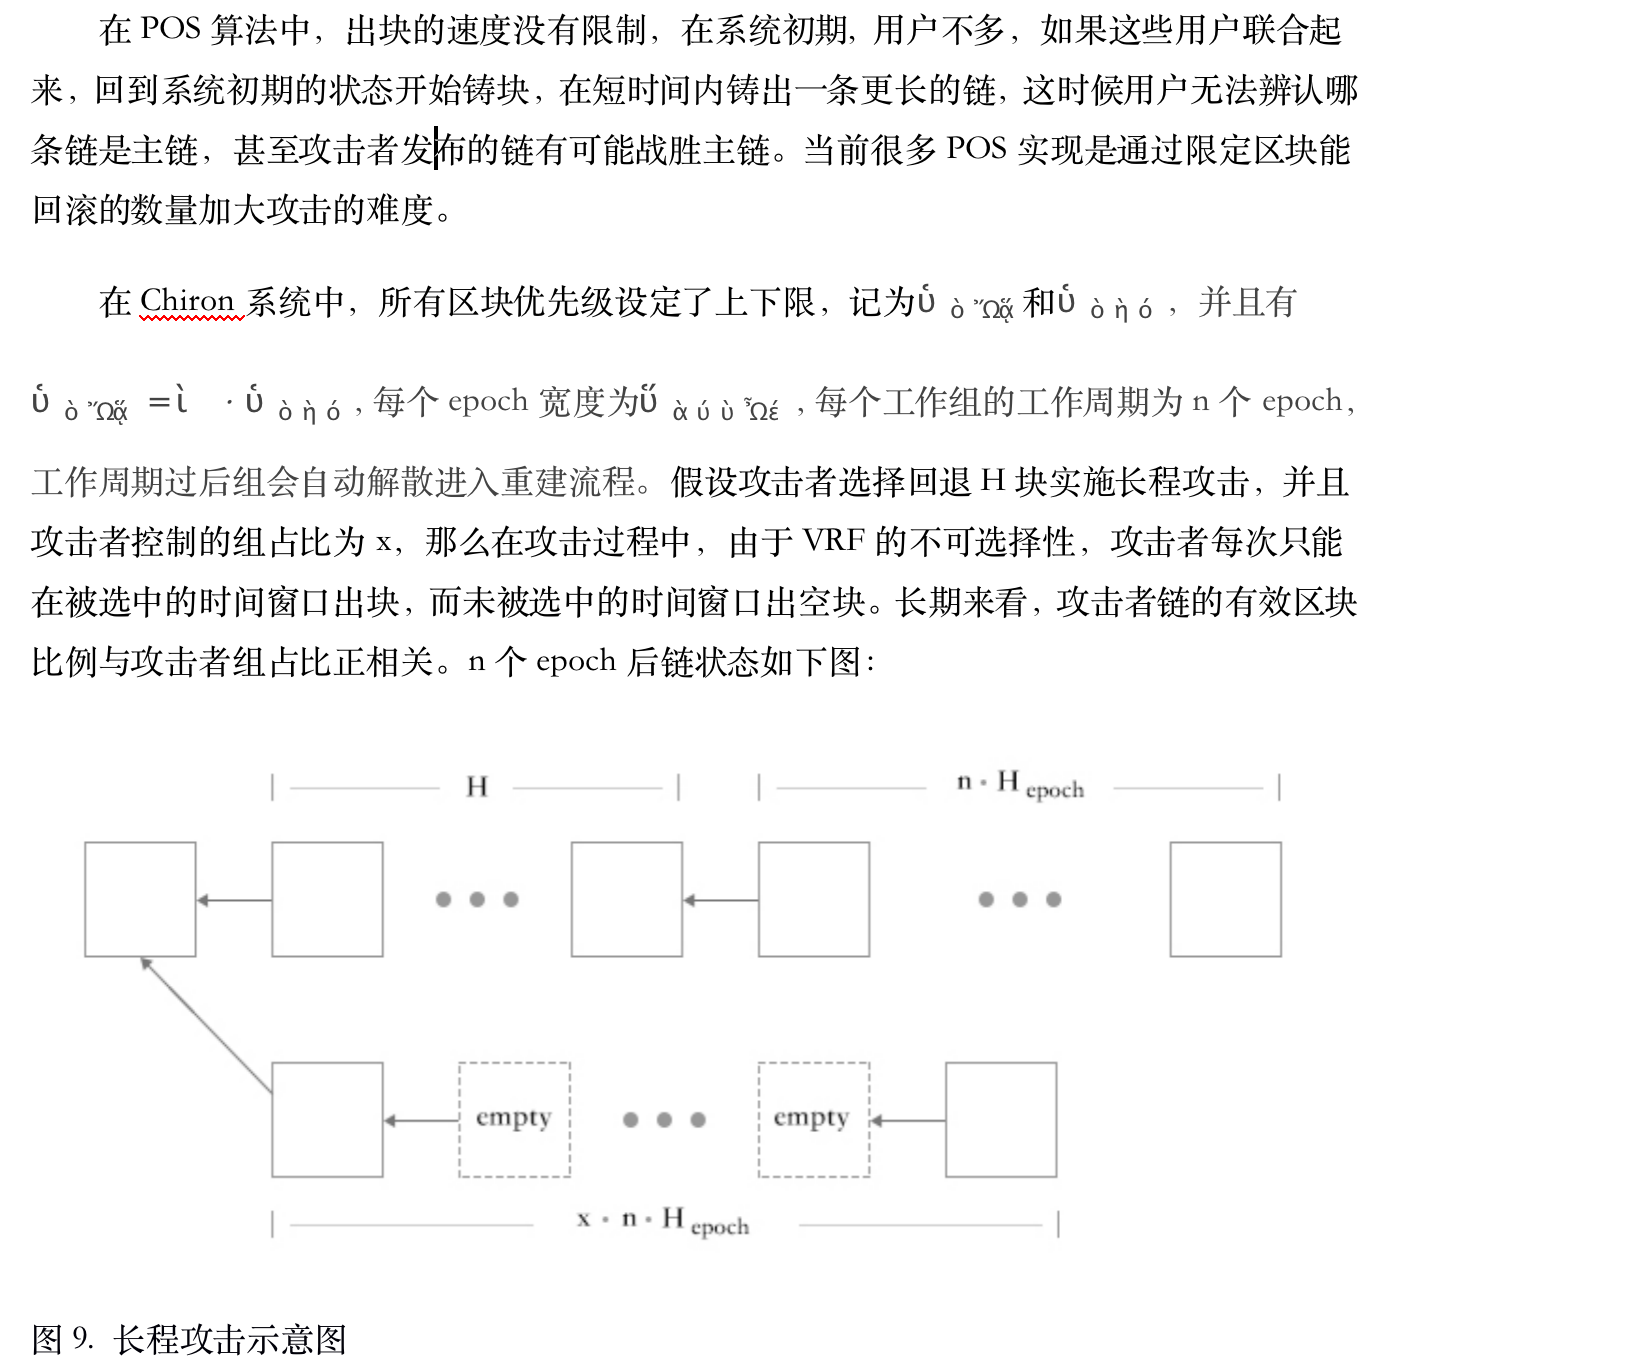 在 POS 算法中，出块的速度没有限制，在系统初期, 用户不多，如果这些用户联合起
来，回到系统初期的状态开始铸块，在短时间内铸出一条更长的链, 这时候用户无法辨认哪
条链是主链，甚至攻击者发布的链有可能战胜主链。当前很多 POS 实现是通过限定区块能
回滚的数量加大攻击的难度。
在 Chiron 系统中，所有区块优先级设定了上下限，记为ὐ ὸ Ὢᾅ 和ὐ ὸ ὴ ό ，并且有
ὐ ὸ Ὢᾅ =ὶ · ὐ ὸ ὴ ό , 每个 epoch 宽度为ὔ ὰ ύ ὺ Ὦέ , 每个工作组的工作周期为 n 个 epoch,
工作周期过后组会自动解散进入重建流程。假设攻击者选择回退 H 块实施长程攻击，并且
攻击者控制的组占比为 x，那么在攻击过程中，由于 VRF 的不可选择性，攻击者每次只能
在被选中的时间窗口出块，而未被选中的时间窗口出空块。长期来看，攻击者链的有效区块
比例与攻击者组占比正相关。n 个 epoch 后链状态如下图：
H
n · H epoch
empty
empty
x · n · H epoch
图 9. 长程攻击示意图